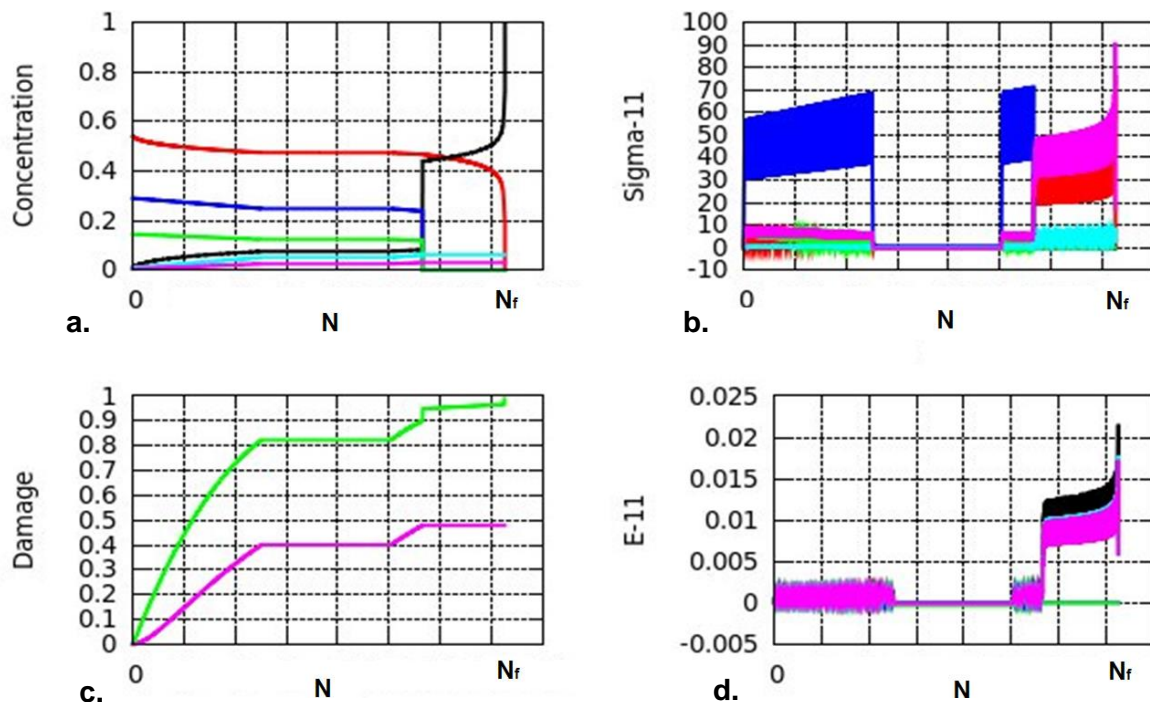 Concentration
1
0.8
0.6
0.4
0.2
0
0
N
Nf
a.
Sigma-11
100
90
80
70
60
50
40
30
20
10
0
-10
0
N
Nf
b.
Damage
1
0.9
0.8
0.7
0.6
0.5
0.4
0.3
0.2
0.1
0
0
N
Nf
c.
E-11
0.025
0.02
0.015
0.01
0.005
0
-0.005
0
N
Nf
d.